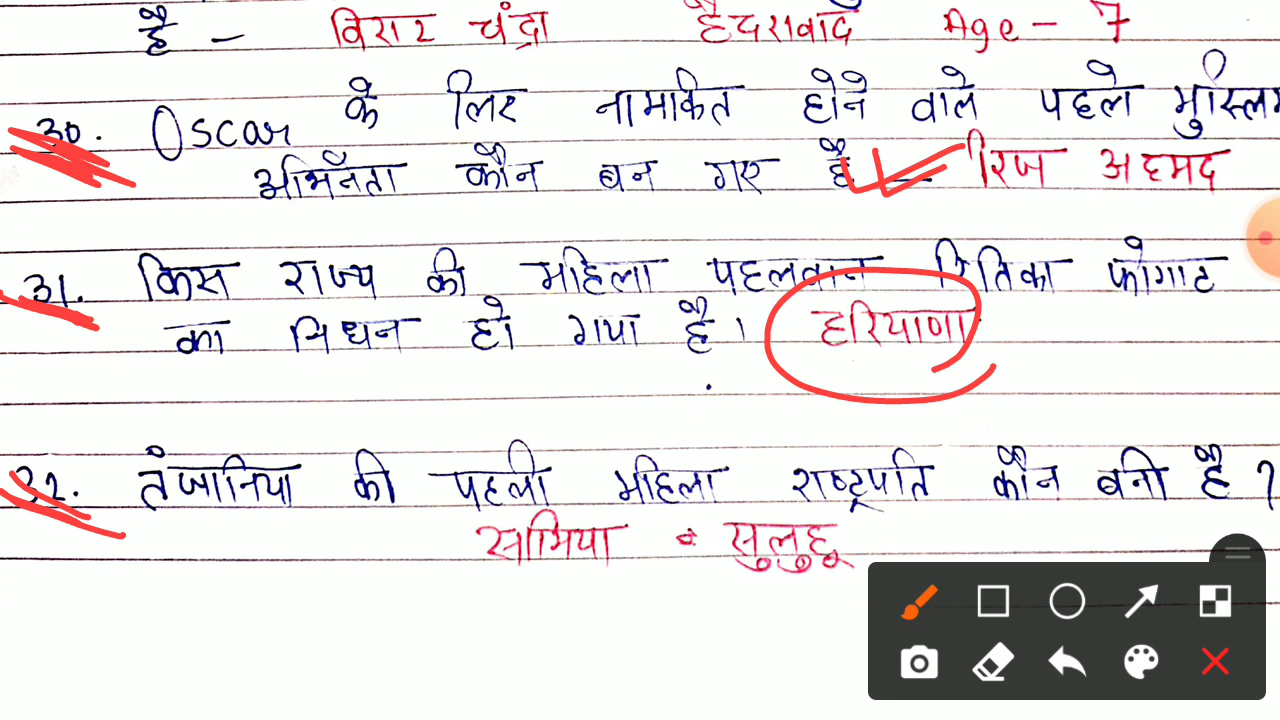 है – विराट चंद्रा हैदरावाद Age – 7
30. Oscar के लिए नामांकित होने वाले पहले मुस्लिम
अभिनेता कौन बन गए है – रिज अहमद
31. किस राज्य की महिला पहलवान रितिका फोगाट
का निधन हो गया है। हरियाणा
32. तंजानिया की पहली महिला राष्ट्रपति कौन बनी है ?
सामिया सुलुहू